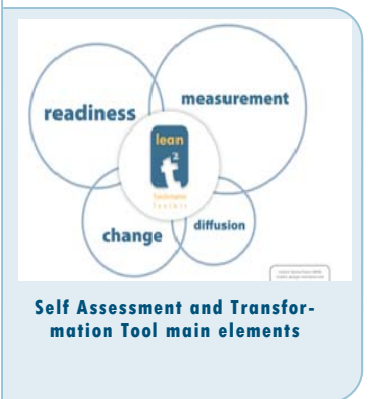 measurement
readiness
lean
t²
change
diffusion
Self Assessment and Transfor-
mation Tool main elements